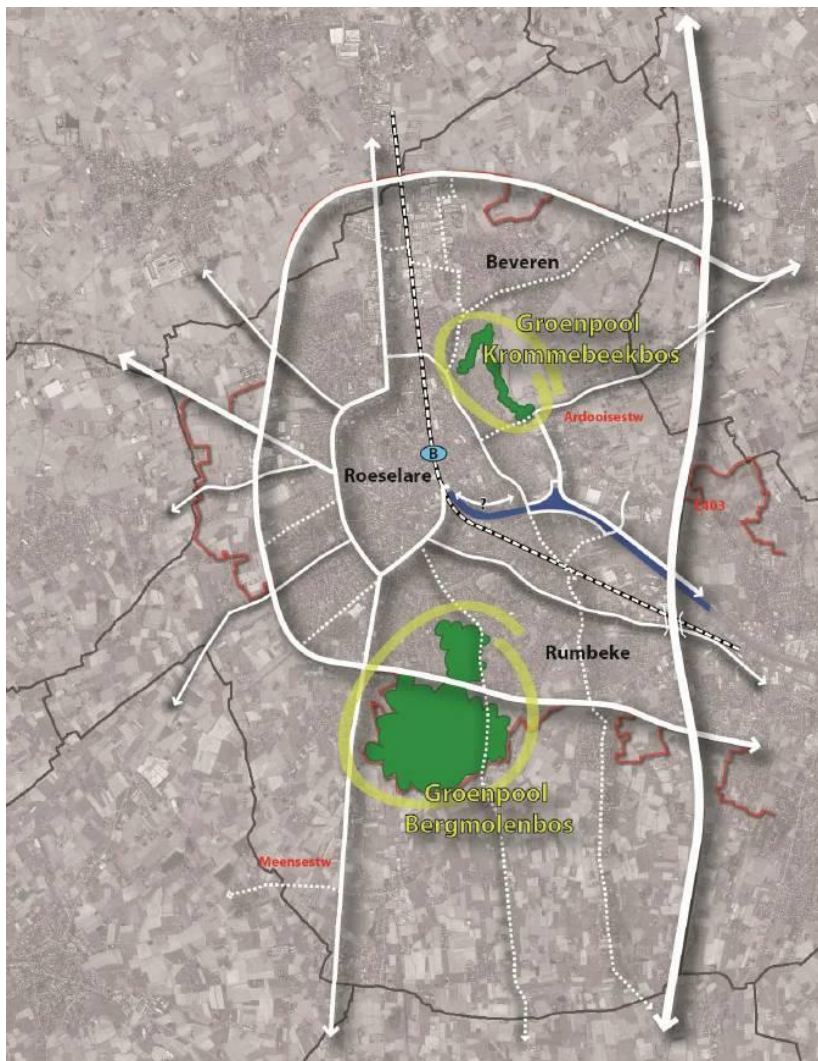 Beveren
Groenpool
Krommebeekbos
Ardooisestw
B
Roeselare
?
E403
Rumbeke
Groenpool
Bergmolenbos
Meensestw